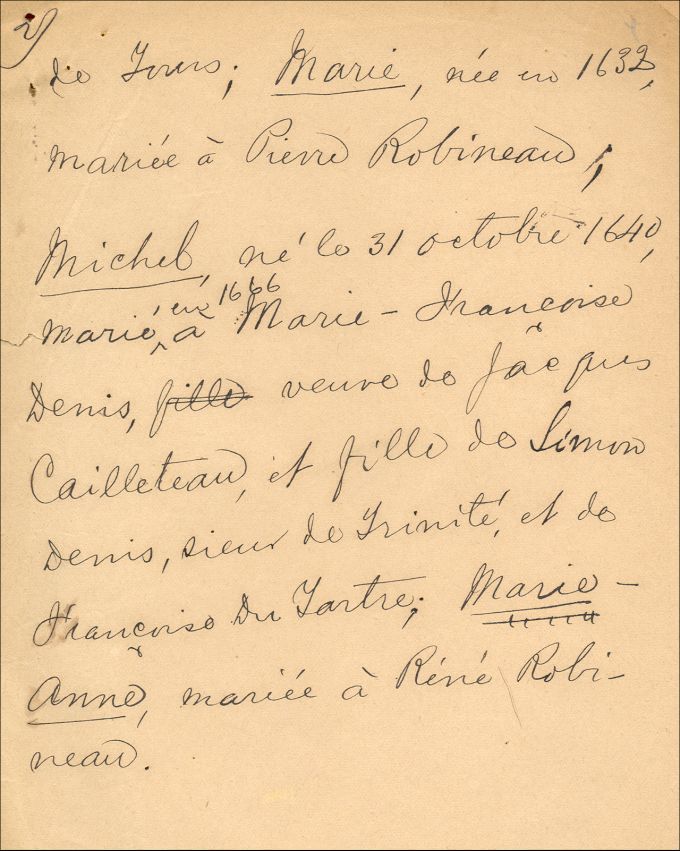 2)
de Tours; Marie, née en 1632,
mariée à Pierre Robineau;
Michel, né le 31 octobre 1640,
marié, en 1666 à Marie-Françoise
Denis, fille veuve de Jacques
Cailleteau, et fille de Simon
Denis, sieur de Trinité, et de
Françoise Du Tartre; Marie-
Anne, mariée à Réné Robi-
neau.